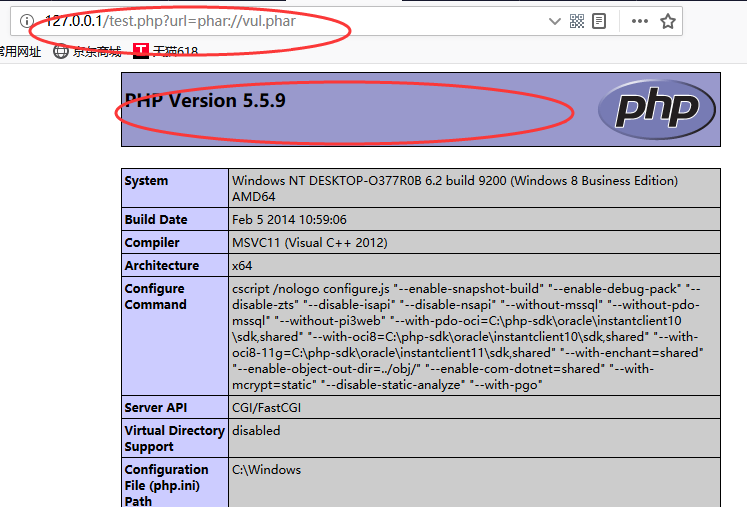 127.0.0.1/test.php?url=phar://vul.phar
常用网址 京东商城 T 天猫618
PHP Version 5.5.9
php
System Windows NT DESKTOP-O377R0B 6.2 build 9200 (Windows 8 Business Edition)
AMD64
Build Date Feb 5 2014 10:59:06
Compiler MSVC11 (Visual C++ 2012)
Architecture x64
Configure cscript /nologo configure.js "--enable-snapshot-build" "--enable-debug-pack" "--
Command disable-zts" "--disable-isapi" "--disable-nsapi" "--without-mssql" "--without-pdo-
mssql" "--without-pi3web" "--with-pdo-oci=C:\php-sdk\oracle\instantclient10
\sdk,shared" "--with-oci8=C:\php-sdk\oracle\instantclient10\sdk,shared" "--with-
oci8-11g=C:\php-sdk\oracle\instantclient11\sdk,shared" "--with-enchant=shared"
"--enable-object-out-dir=../obj/" "--enable-com-dotnet=shared" "--with-
mcrypt=static" "--disable-static-analyze" "--with-pgo"
Server API CGI/FastCGI
Virtual Directory disabled
Support
Configuration C:\Windows
File (php.ini)
Path